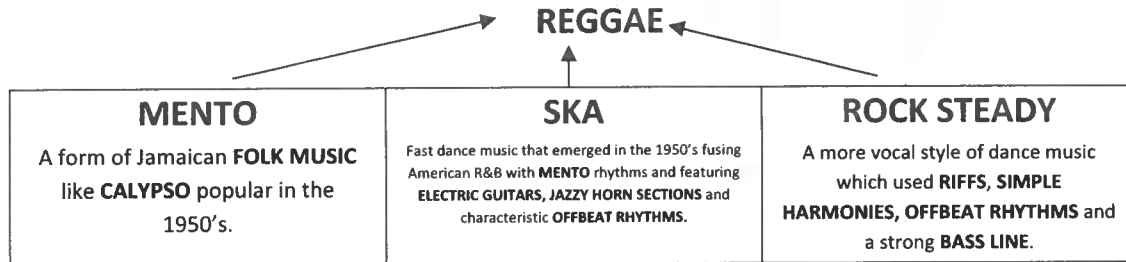 REGGAE
MENTO
A form of Jamaican FOLK MUSIC
like CALYPSO popular in the
1950's.
SKA
Fast dance music that emerged in the 1950's fusing
American R&B with MENTO rhythms and featuring
ELECTRIC GUITARS, JAZZY HORN SECTIONS and
characteristic OFFBEAT RHYTHMS.
ROCK STEADY
A more vocal style of dance music
which used RIFFS, SIMPLE
HARMONIES, OFFBEAT RHYTHMS and
a strong BASS LINE.